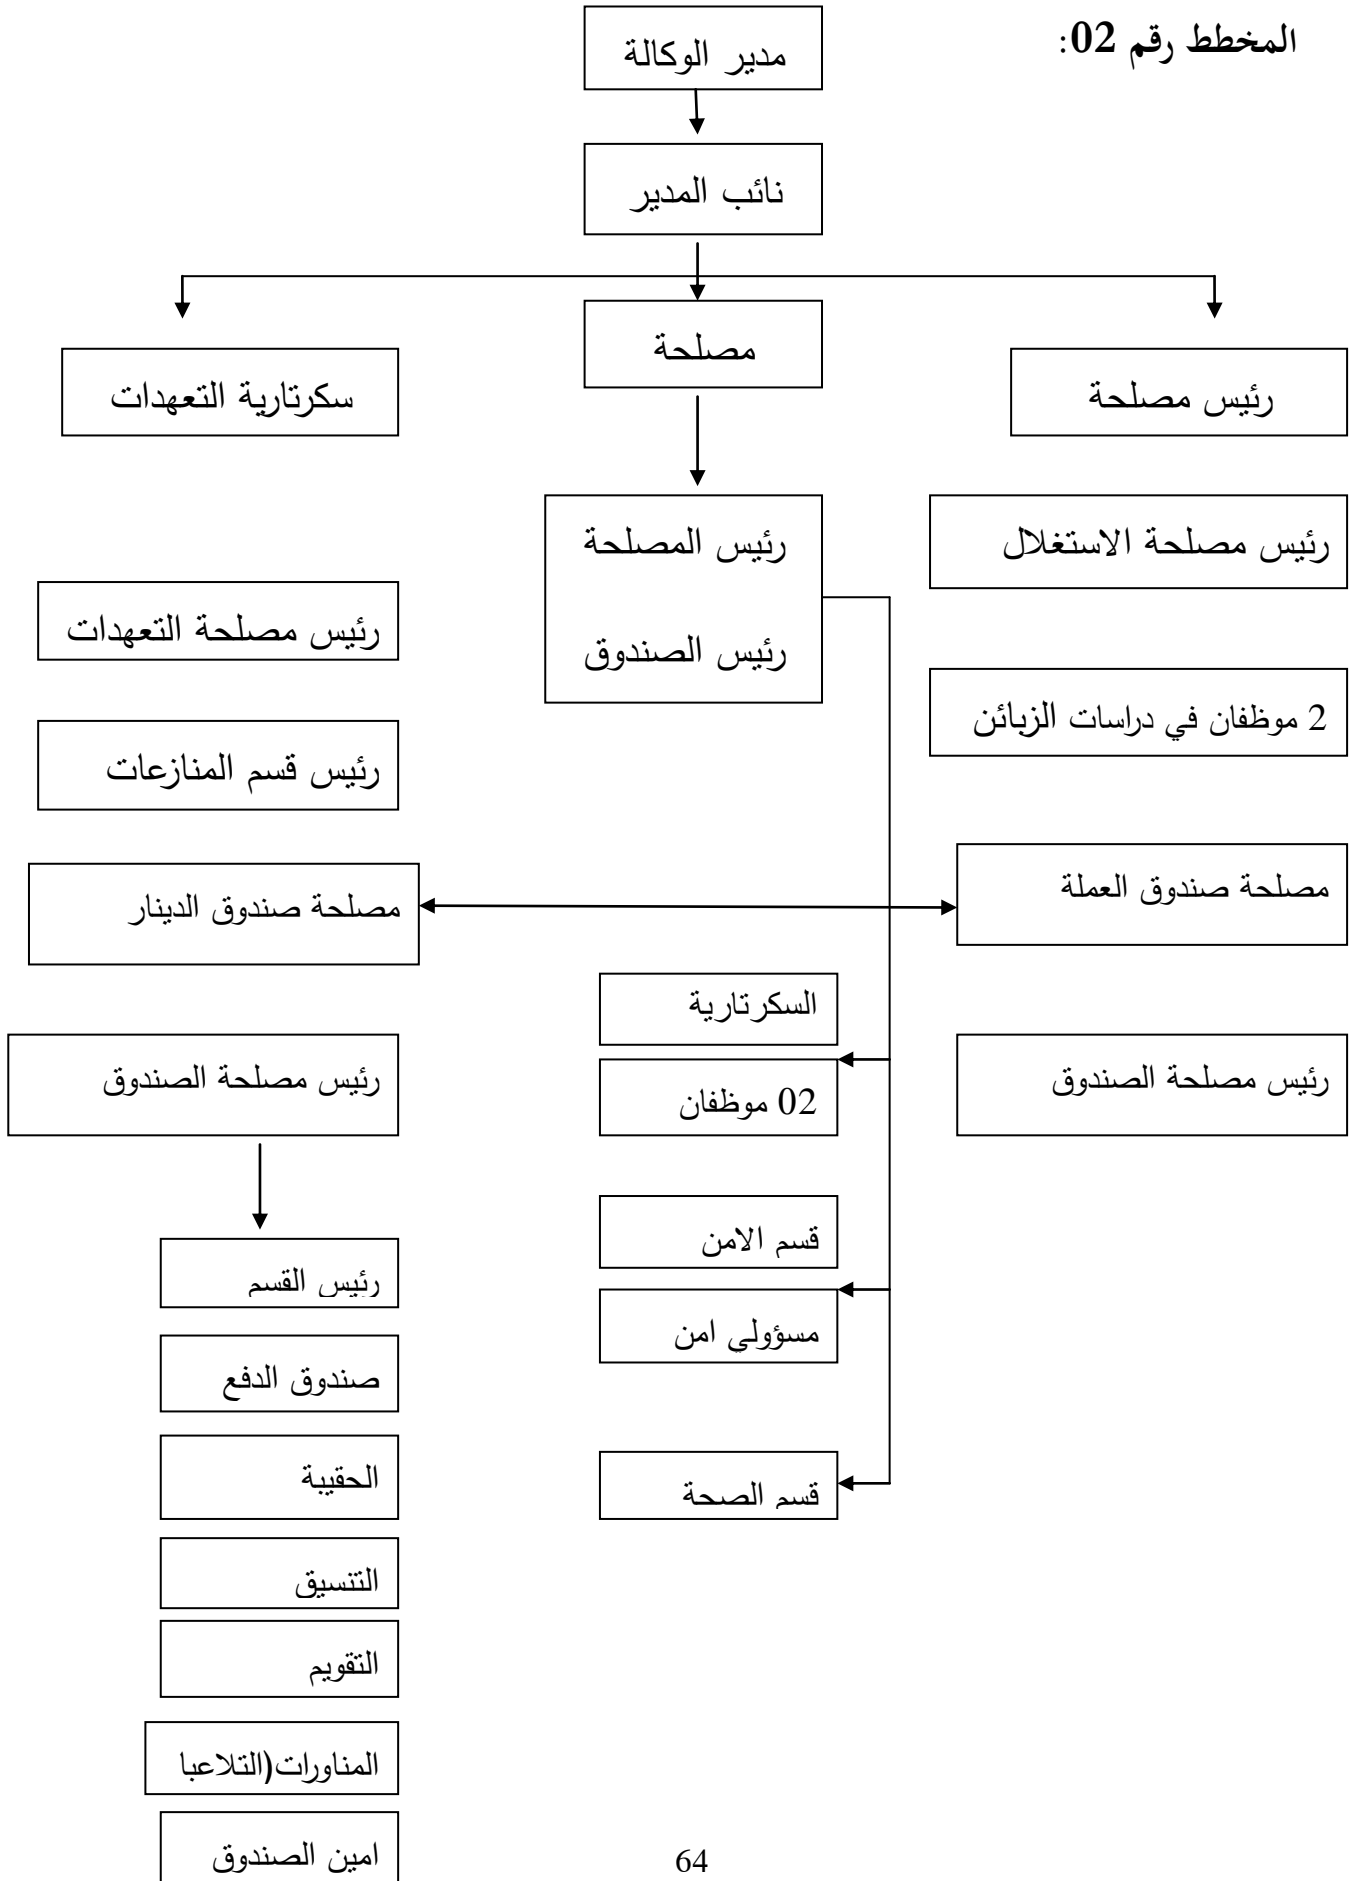 المخطط رقم 02:
مدير الوكالة
نائب المدير
مصلحة
رئيس مصلحة
سكرتارية التعهدات
رئيس المصلحة
رئيس الصندوق
رئيس مصلحة الاستغلال
رئيس مصلحة التعهدات
2 موظفان في دراسات الزبائن
رئيس قسم المنازعات
مصلحة صندوق العملة
مصلحة صندوق الدينار
السكرتارية
رئيس مصلحة الصندوق
02 موظفان
رئيس مصلحة الصندوق
قسم الامن
رئيس القسم
مسؤولي امن
صندوق الدفع
الحقيبة
قسم الصحة
التنسيق
التقويم
المناورات(التلاعبا
امين الصندوق
64